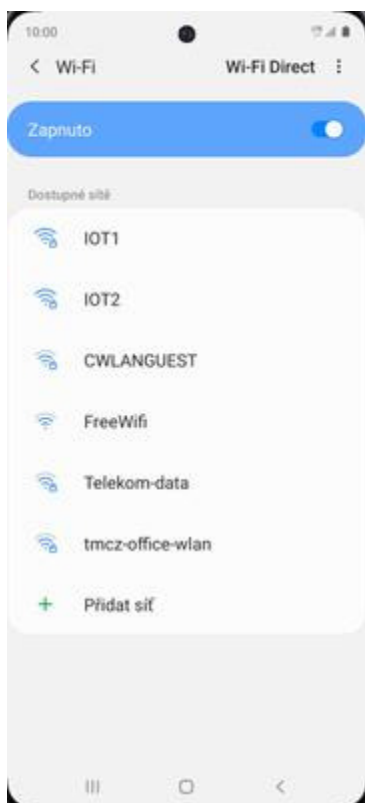 10:00
Wi-Fi Wi-Fi Direct
Zapnuto
Dostupné sítě
IOT1
IOT2
CWLANGUEST
FreeWifi
Telekom-data
tmcz-office-wlan
Přidat síť